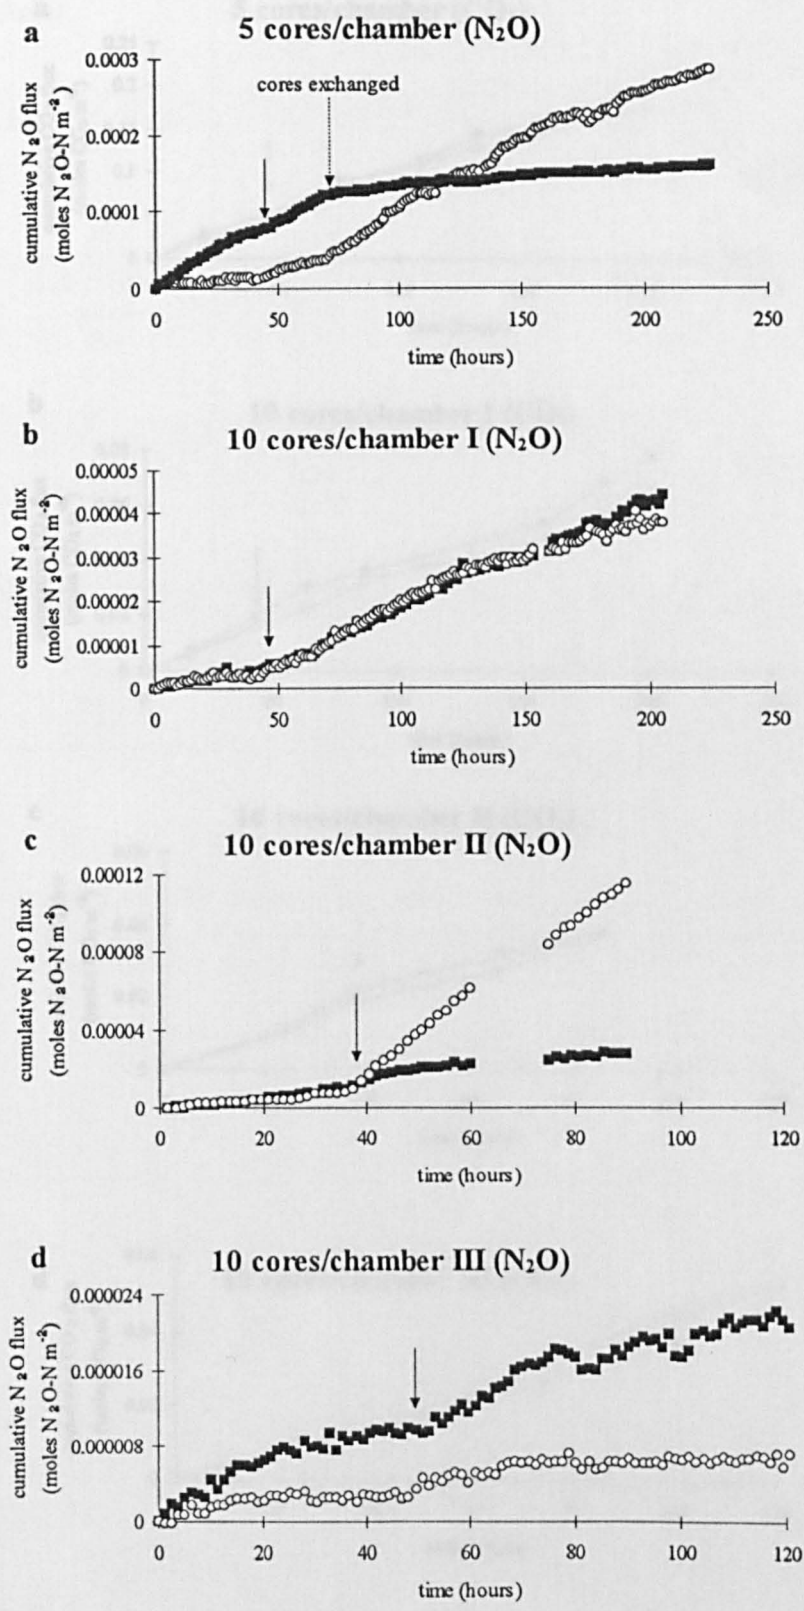 a
5 cores/chamber (N₂O)
cumulative N₂O flux
(moles N₂O-N m⁻²)
0.0003
0.0002
0.0001
0
cores exchanged
0 50 100 150 200 250
time (hours)
b
10 cores/chamber I (N₂O)
cumulative N₂O flux
(moles N₂O-N m⁻²)
0.00005
0.00004
0.00003
0.00002
0.00001
0
0 50 100 150 200 250
time (hours)
c
10 cores/chamber II (N₂O)
cumulative N₂O flux
(moles N₂O-N m⁻²)
0.00012
0.00008
0.00004
0
0 20 40 60 80 100 120
time (hours)
d
10 cores/chamber III (N₂O)
cumulative N₂O flux
(moles N₂O-N m⁻²)
0.000024
0.000016
0.000008
0
0 20 40 60 80 100 120
time (hours)